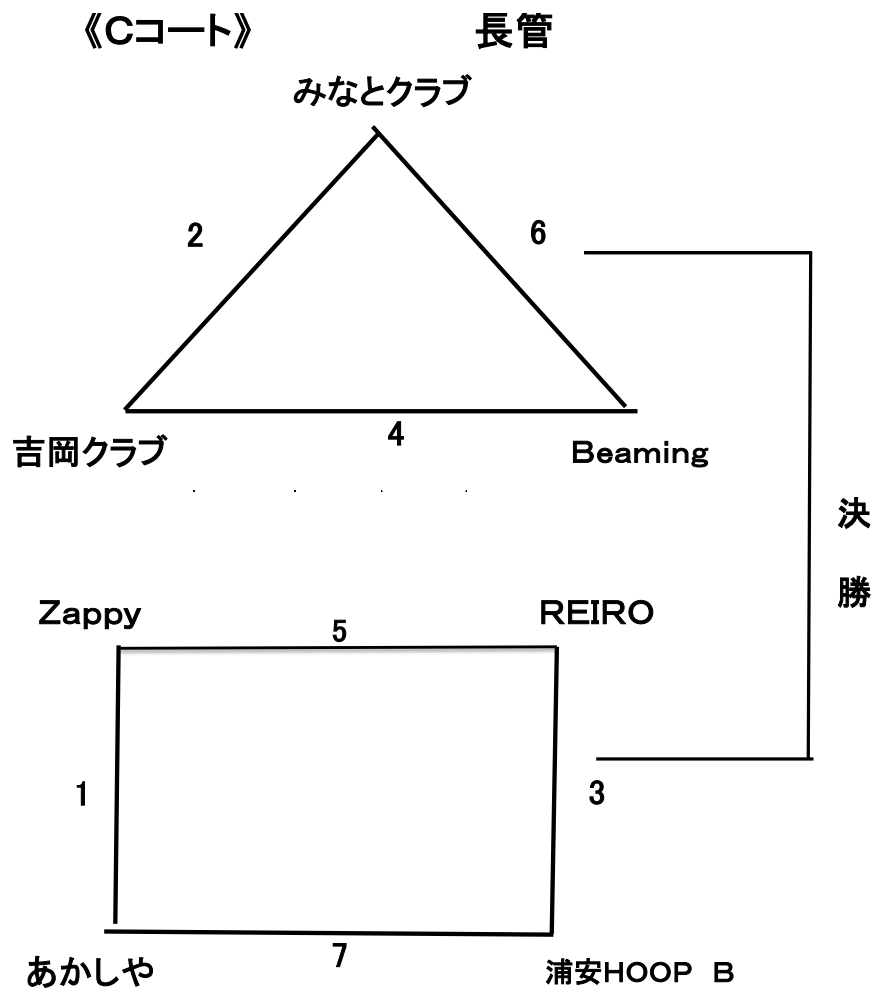 《Cコート》 長管
みなとクラブ
2
6
4
吉岡クラブ
Beaming
決
勝
Zappy
5
REIRO
1
3
7
あかしや
浦安HOOP B